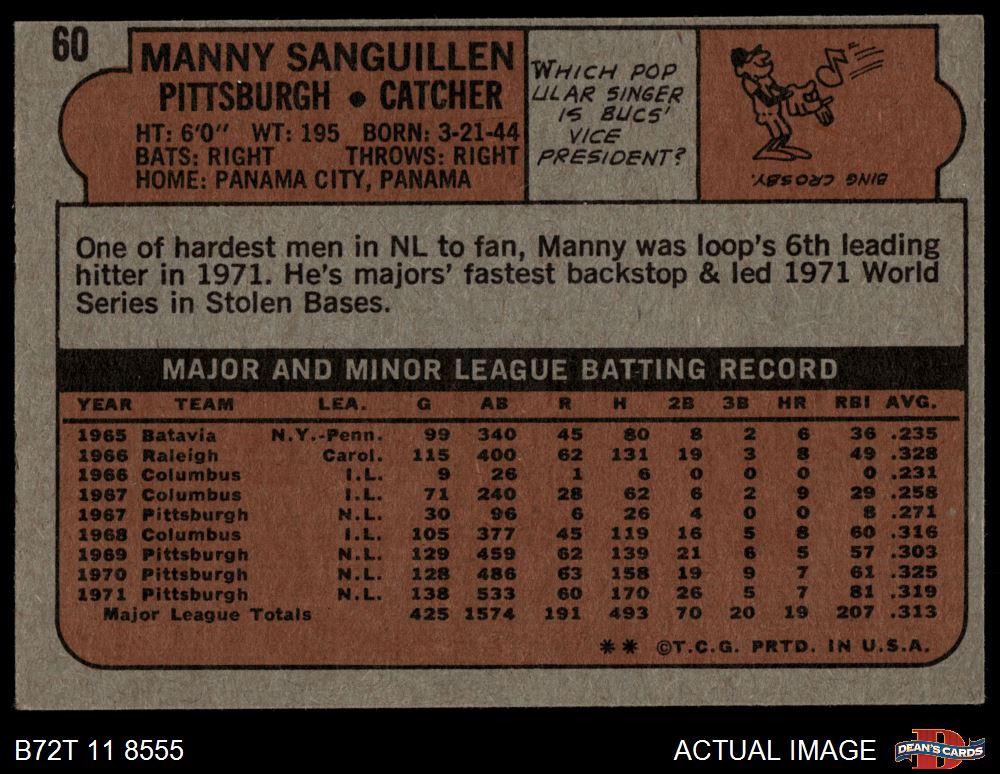 60
MANNY SANGUILLEN
PITTSBURGH • CATCHER
HT: 6'0" WT: 195 BORN: 3-21-44
BATS: RIGHT THROWS: RIGHT
HOME: PANAMA CITY, PANAMA
WHICH POP
ULAR SINGER
IS BUCS'
VICE
PRESIDENT?
BING CROSBY.
One of hardest men in NL to fan, Manny was loop's 6th leading
hitter in 1971. He's majors' fastest backstop & led 1971 World
Series in Stolen Bases.
MAJOR AND MINOR LEAGUE BATTING RECORD
YEAR TEAM LEA. G AB R H 2B 3B HR RBI AVG.
1965 Batavia N.Y.-Penn. 99 340 45 80 8 2 6 36 .235
1966 Raleigh Carol. 115 400 62 131 19 3 8 49 .328
1966 Columbus I.L. 9 26 1 6 0 0 0 0 .231
1967 Columbus I.L. 71 240 28 62 6 2 9 29 .258
1967 Pittsburgh N.L. 30 96 6 26 4 0 0 8 .271
1968 Columbus I.L. 105 377 45 119 16 5 8 60 .316
1969 Pittsburgh N.L. 129 459 62 139 21 6 5 57 .303
1970 Pittsburgh N.L. 128 486 63 158 19 9 7 61 .325
1971 Pittsburgh N.L. 138 533 60 170 26 5 7 81 .319
Major League Totals 425 1574 191 493 70 20 19 207 .313
** ©T.C.G. PRTD. IN U.S.A.
B72T 11 8555
ACTUAL IMAGE
D
DEAN'S CARDS